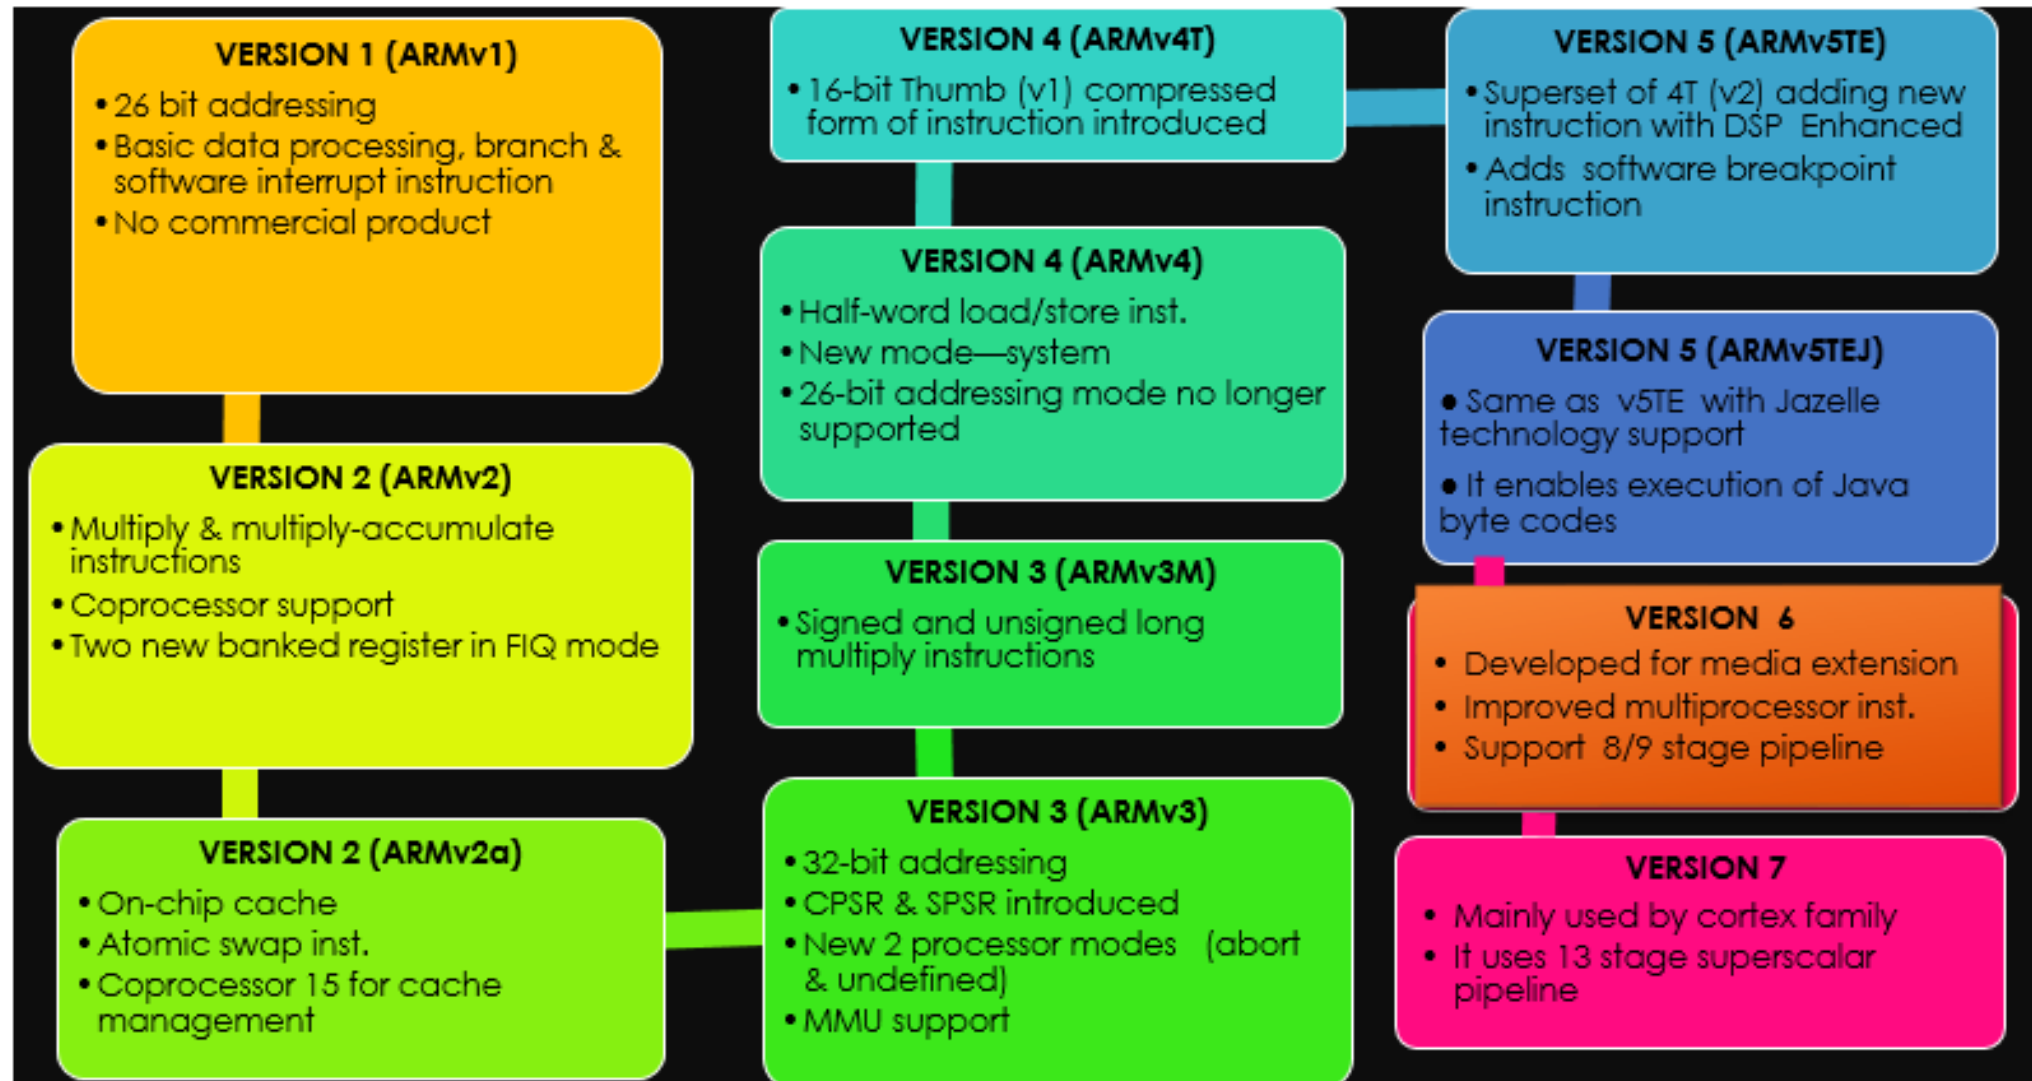 VERSION 1 (ARMv1)
• 26 bit addressing
• Basic data processing, branch &
software interrupt instruction
• No commercial product
VERSION 2 (ARMv2)
• Multiply & multiply-accumulate
instructions
• Coprocessor support
• Two new banked register in FIQ mode
VERSION 2 (ARMv2a)
• On-chip cache
• Atomic swap inst.
• Coprocessor 15 for cache
management
VERSION 3 (ARMv3)
• 32-bit addressing
• CPSR & SPSR introduced
• New 2 processor modes (abort
& undefined)
• MMU support
VERSION 3 (ARMv3M)
• Signed and unsigned long
multiply instructions
VERSION 4 (ARMv4)
• Half-word load/store inst.
• New mode—system
• 26-bit addressing mode no longer
supported
VERSION 4 (ARMv4T)
• 16-bit Thumb (v1) compressed
form of instruction introduced
VERSION 5 (ARMv5TE)
• Superset of 4T (v2) adding new
instruction with DSP Enhanced
• Adds software breakpoint
instruction
VERSION 5 (ARMv5TEJ)
● Same as v5TE with Jazelle
technology support
● It enables execution of Java
byte codes
VERSION 6
• Developed for media extension
• Improved multiprocessor inst.
• Support 8/9 stage pipeline
VERSION 7
• Mainly used by cortex family
• It uses 13 stage superscalar
pipeline